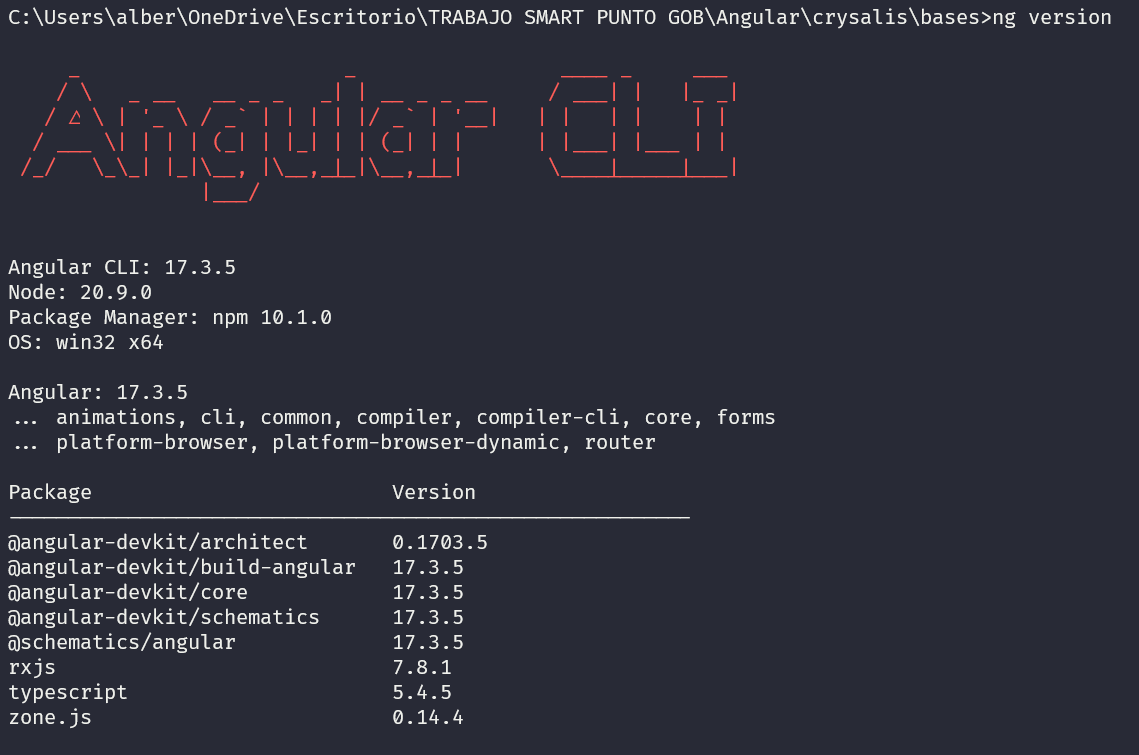 C:\Users\alber\OneDrive\Escritorio\TRABAJO SMART PUNTO GOB\Angular\crysalis\bases>ng version
Angular CLI
Angular CLI: 17.3.5
Node: 20.9.0
Package Manager: npm 10.1.0
OS: win32 x64
Angular: 17.3.5
... animations, cli, common, compiler, compiler-cli, core, forms
... platform-browser, platform-browser-dynamic, router
Package Version
@angular-devkit/architect 0.1703.5
@angular-devkit/build-angular 17.3.5
@angular-devkit/core 17.3.5
@angular-devkit/schematics 17.3.5
@schematics/angular 17.3.5
rxjs 7.8.1
typescript 5.4.5
zone.js 0.14.4